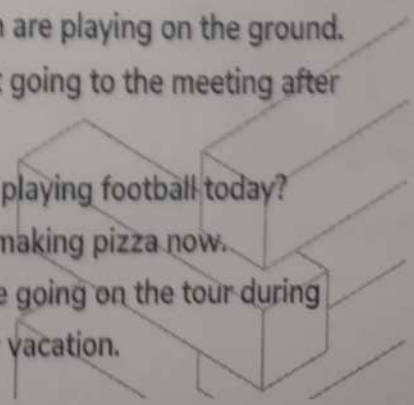 are playing on the ground.
going to the meeting after
playing football today?
making pizza now.
going on the tour during
vacation.